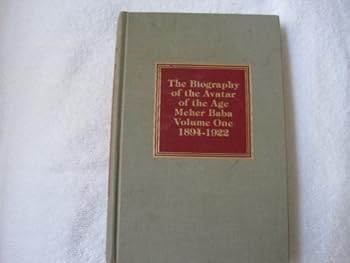 The Biography
of the Avatar
of the Age
Meher Baba
Volume One
1894-1922